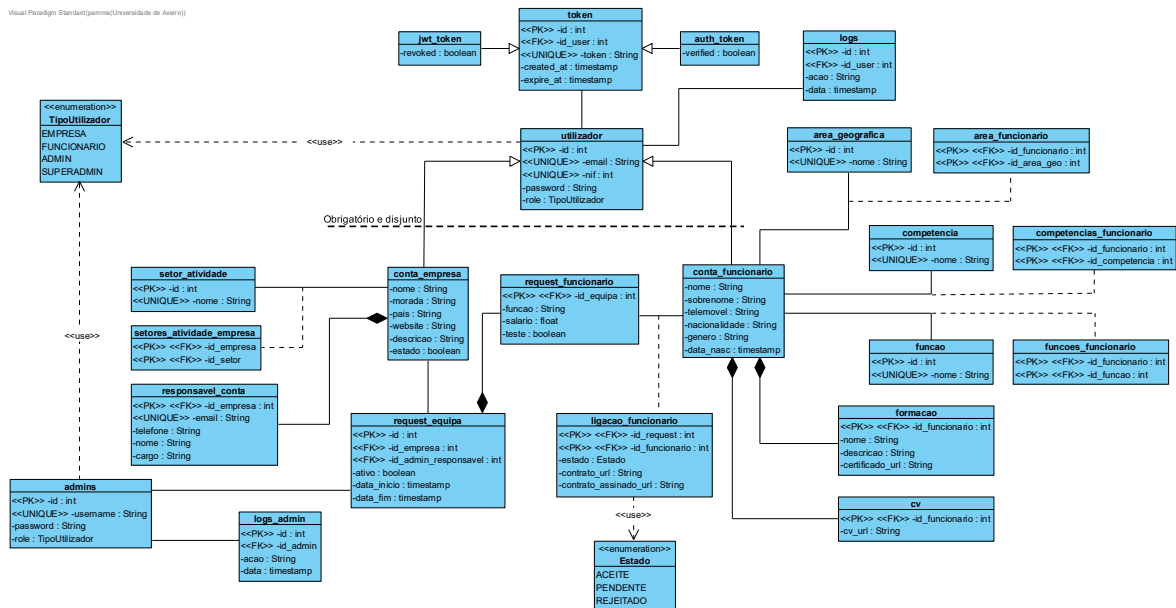 Visual Paradigm Standard(pamms(Universidade de Aveiro))
token
<<PK>> -id : int
<<FK>> -id_user : int
<<UNIQUE>> -token : String
-created_at : timestamp
-expire_at : timestamp
jwt_token
-revoked : boolean
auth_token
-verified : boolean
logs
<<PK>> -id : int
<<FK>> -id_user : int
-acao : String
-data : timestamp
<<enumeration>>
TipoUtilizador
EMPRESA
FUNCIONARIO
ADMIN
SUPERADMIN
<<use>>
utilizador
<<PK>> -id : int
<<UNIQUE>> -email : String
<<UNIQUE>> -nif : int
-password : String
-role : TipoUtilizador
area_geografica
<<PK>> -id : int
<<UNIQUE>> -nome : String
area_funcionario
<<PK>> <<FK>> -id_funcionario : int
<<PK>> <<FK>> -id_area_geo : int
Obrigatório e disjunto
competencia
<<PK>> -id : int
<<UNIQUE>> -nome : String
competencias_funcionario
<<PK>> <<FK>> -id_funcionario : int
<<PK>> <<FK>> -id_competencia : int
setor_atividade
<<PK>> -id : int
<<UNIQUE>> -nome : String
conta_empresa
-nome : String
-morada : String
-pais : String
-website : String
-descricao : String
-estado : boolean
request_funcionario
<<PK>> <<FK>> -id_equipa : int
-funcao : String
-salario : float
-teste : boolean
conta_funcionario
-nome : String
-sobrenome : String
-telemovel : String
-nacionalidade : String
-genero : String
-data_nasc : timestamp
<<use>>
setores_atividade_empresa
<<PK>> <<FK>> -id_empresa
<<PK>> <<FK>> -id_setor
funcao
<<PK>> -id : int
<<UNIQUE>> -nome : String
funcoes_funcionario
<<PK>> <<FK>> -id_funcionario : int
<<PK>> <<FK>> -id_funcao : int
responsavel_conta
<<PK>> <<FK>> -id_empresa : int
<<UNIQUE>> -email : String
-telefone : String
-nome : String
-cargo : String
request_equipa
<<PK>> -id : int
<<FK>> -id_empresa : int
<<FK>> -id_admin_responsavel : int
-ativo : boolean
-data_inicio : timestamp
-data_fim : timestamp
ligacao_funcionario
<<PK>> <<FK>> -id_request : int
<<PK>> <<FK>> -id_funcionario : int
-estado : Estado
-contrato_url : String
-contrato_assinado_url : String
formacao
<<PK>> <<FK>> -id_funcionario : int
-nome : String
-descricao : String
-certificado_url : String
admins
<<PK>> -id : int
<<UNIQUE>> -username : String
-password : String
-role : TipoUtilizador
logs_admin
<<PK>> -id : int
<<FK>> -id_admin
-acao : String
-data : timestamp
<<use>>
cv
<<PK>> <<FK>> -id_funcionario : int
-cv_url : String
<<enumeration>>
Estado
ACEITE
PENDENTE
REJEITADO